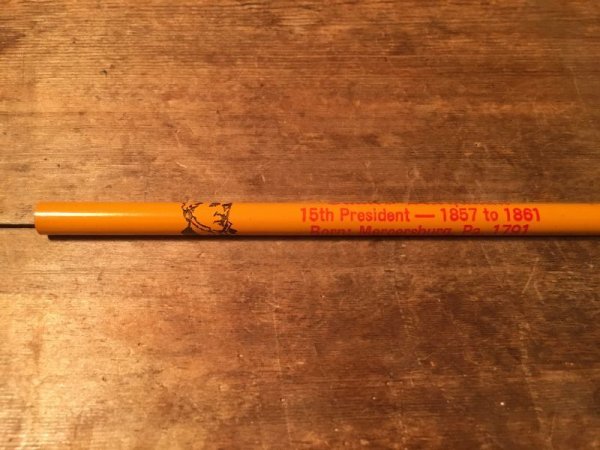 15th President — 1857 to 1861
Born: Mercersburg, Pa. 1791